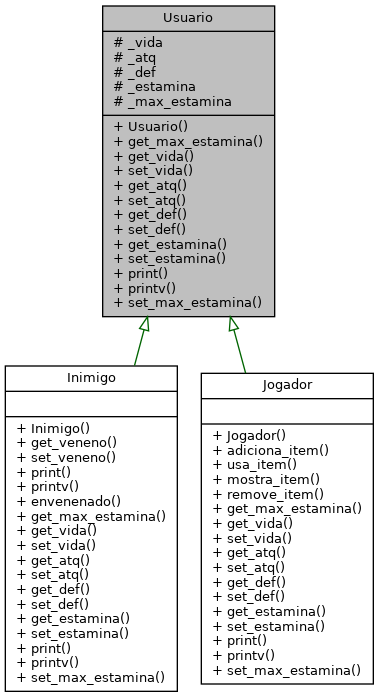 Usuario
# _vida
# _atq
# _def
# _estamina
# _max_estamina
+ Usuario()
+ get_max_estamina()
+ get_vida()
+ set_vida()
+ get_atq()
+ set_atq()
+ get_def()
+ set_def()
+ get_estamina()
+ set_estamina()
+ print()
+ printv()
+ set_max_estamina()
Inimigo
+ Inimigo()
+ get_veneno()
+ set_veneno()
+ print()
+ printv()
+ envenenado()
+ get_max_estamina()
+ get_vida()
+ set_vida()
+ get_atq()
+ set_atq()
+ get_def()
+ set_def()
+ get_estamina()
+ set_estamina()
+ print()
+ printv()
+ set_max_estamina()
Jogador
+ Jogador()
+ adiciona_item()
+ usa_item()
+ mostra_item()
+ remove_item()
+ get_max_estamina()
+ get_vida()
+ set_vida()
+ get_atq()
+ set_atq()
+ get_def()
+ set_def()
+ get_estamina()
+ set_estamina()
+ print()
+ printv()
+ set_max_estamina()